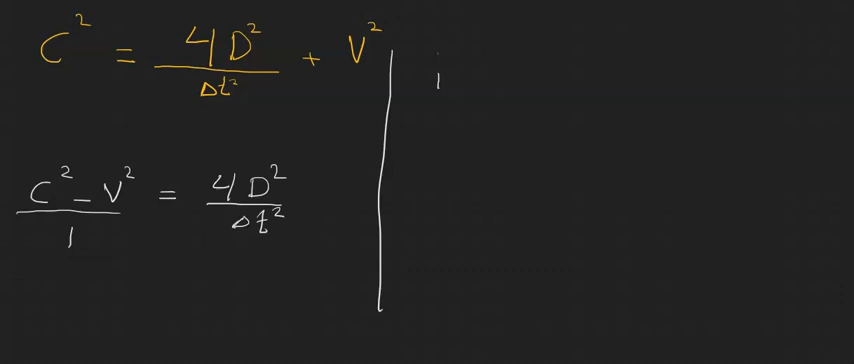 C² = 4D²/Δt² + V²
C² - V²/1 = 4D²/Δt²